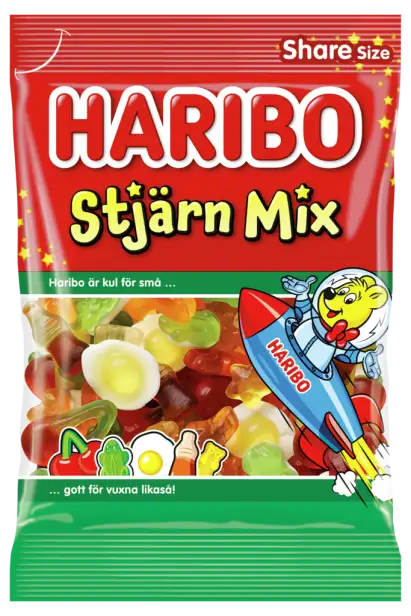 Share Size
HARIBO
Stjärn Mix
Haribo är kul för små ...
HARIBO
... gott för vuxna likaså!